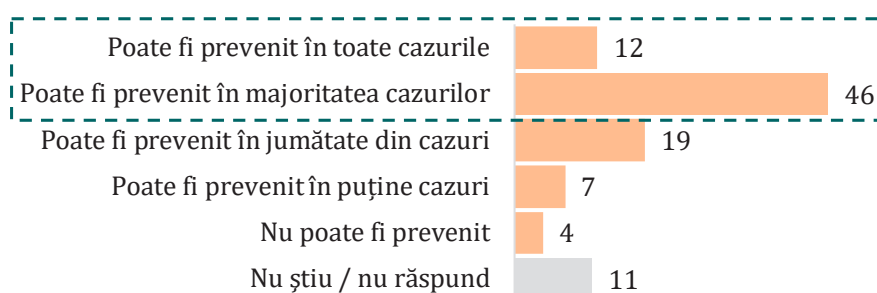 Poate fi prevenit în toate cazurile 12
Poate fi prevenit în majoritatea cazurilor 46
Poate fi prevenit în jumătate din cazuri 19
Poate fi prevenit în puține cazuri 7
Nu poate fi prevenit 4
Nu știu / nu răspund 11